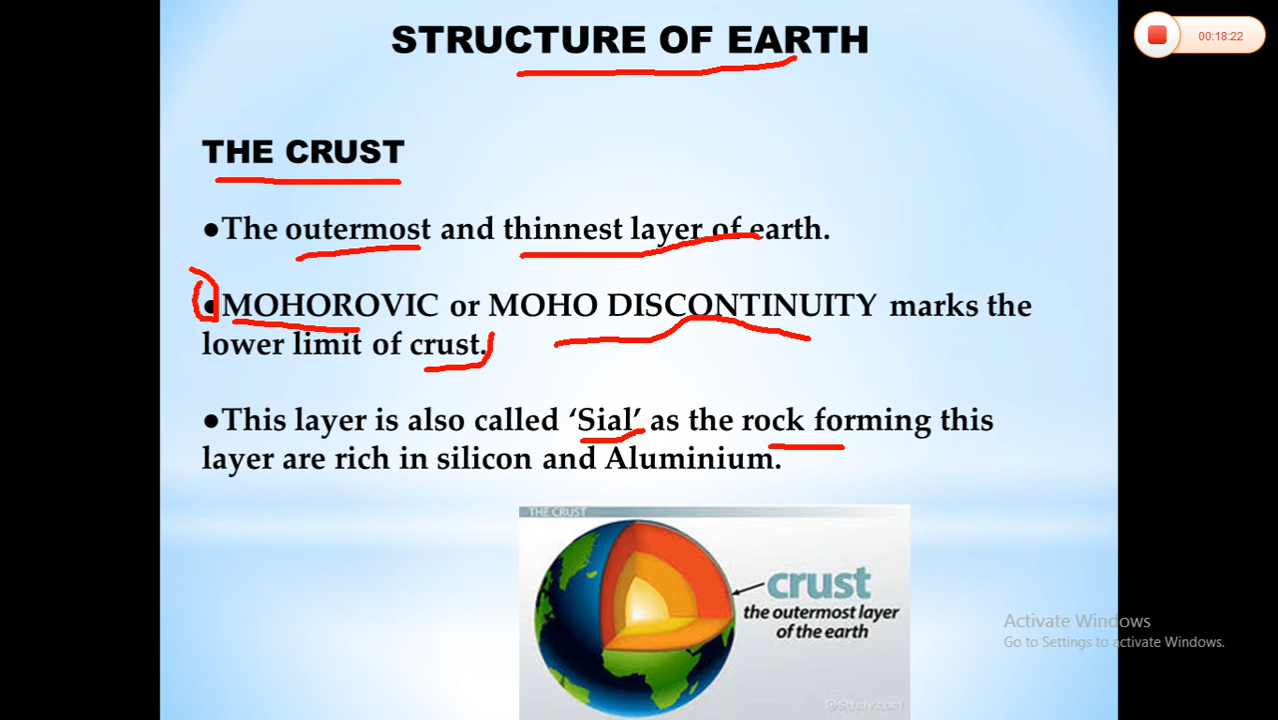 STRUCTURE OF EARTH
00:18:22
THE CRUST
●The outermost and thinnest layer of earth.
●MOHOROVIC or MOHO DISCONTINUITY marks the
lower limit of crust.
●This layer is also called ‘Sial’ as the rock forming this
layer are rich in silicon and Aluminium.
THE CRUST
crust
the outermost layer
of the earth
Activate Windows
Go to Settings to activate Windows.
©Study.com